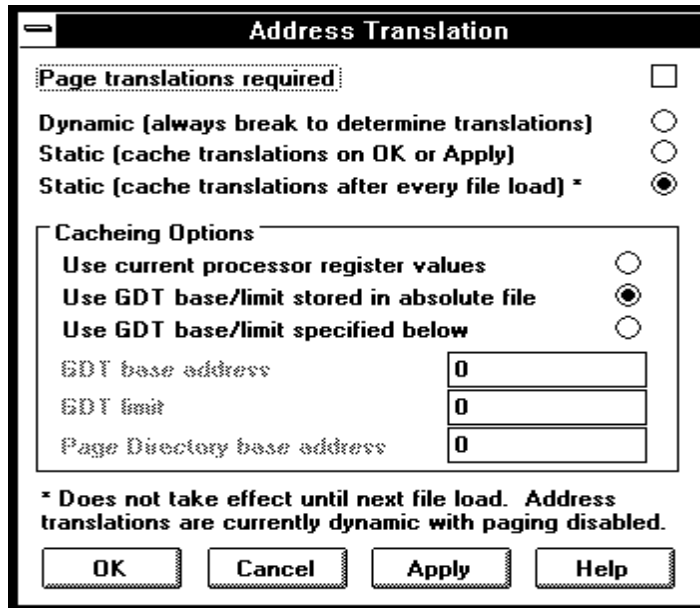 Address Translation
Page translations required
Dynamic (always break to determine translations)
Static (cache translations on OK or Apply)
Static (cache translations after every file load) *
Cacheing Options
Use current processor register values
Use GDT base/limit stored in absolute file
Use GDT base/limit specified below
GDT base address 0
GDT limit 0
Page Directory base address 0
* Does not take effect until next file load. Address
translations are currently dynamic with paging disabled.
OK Cancel Apply Help